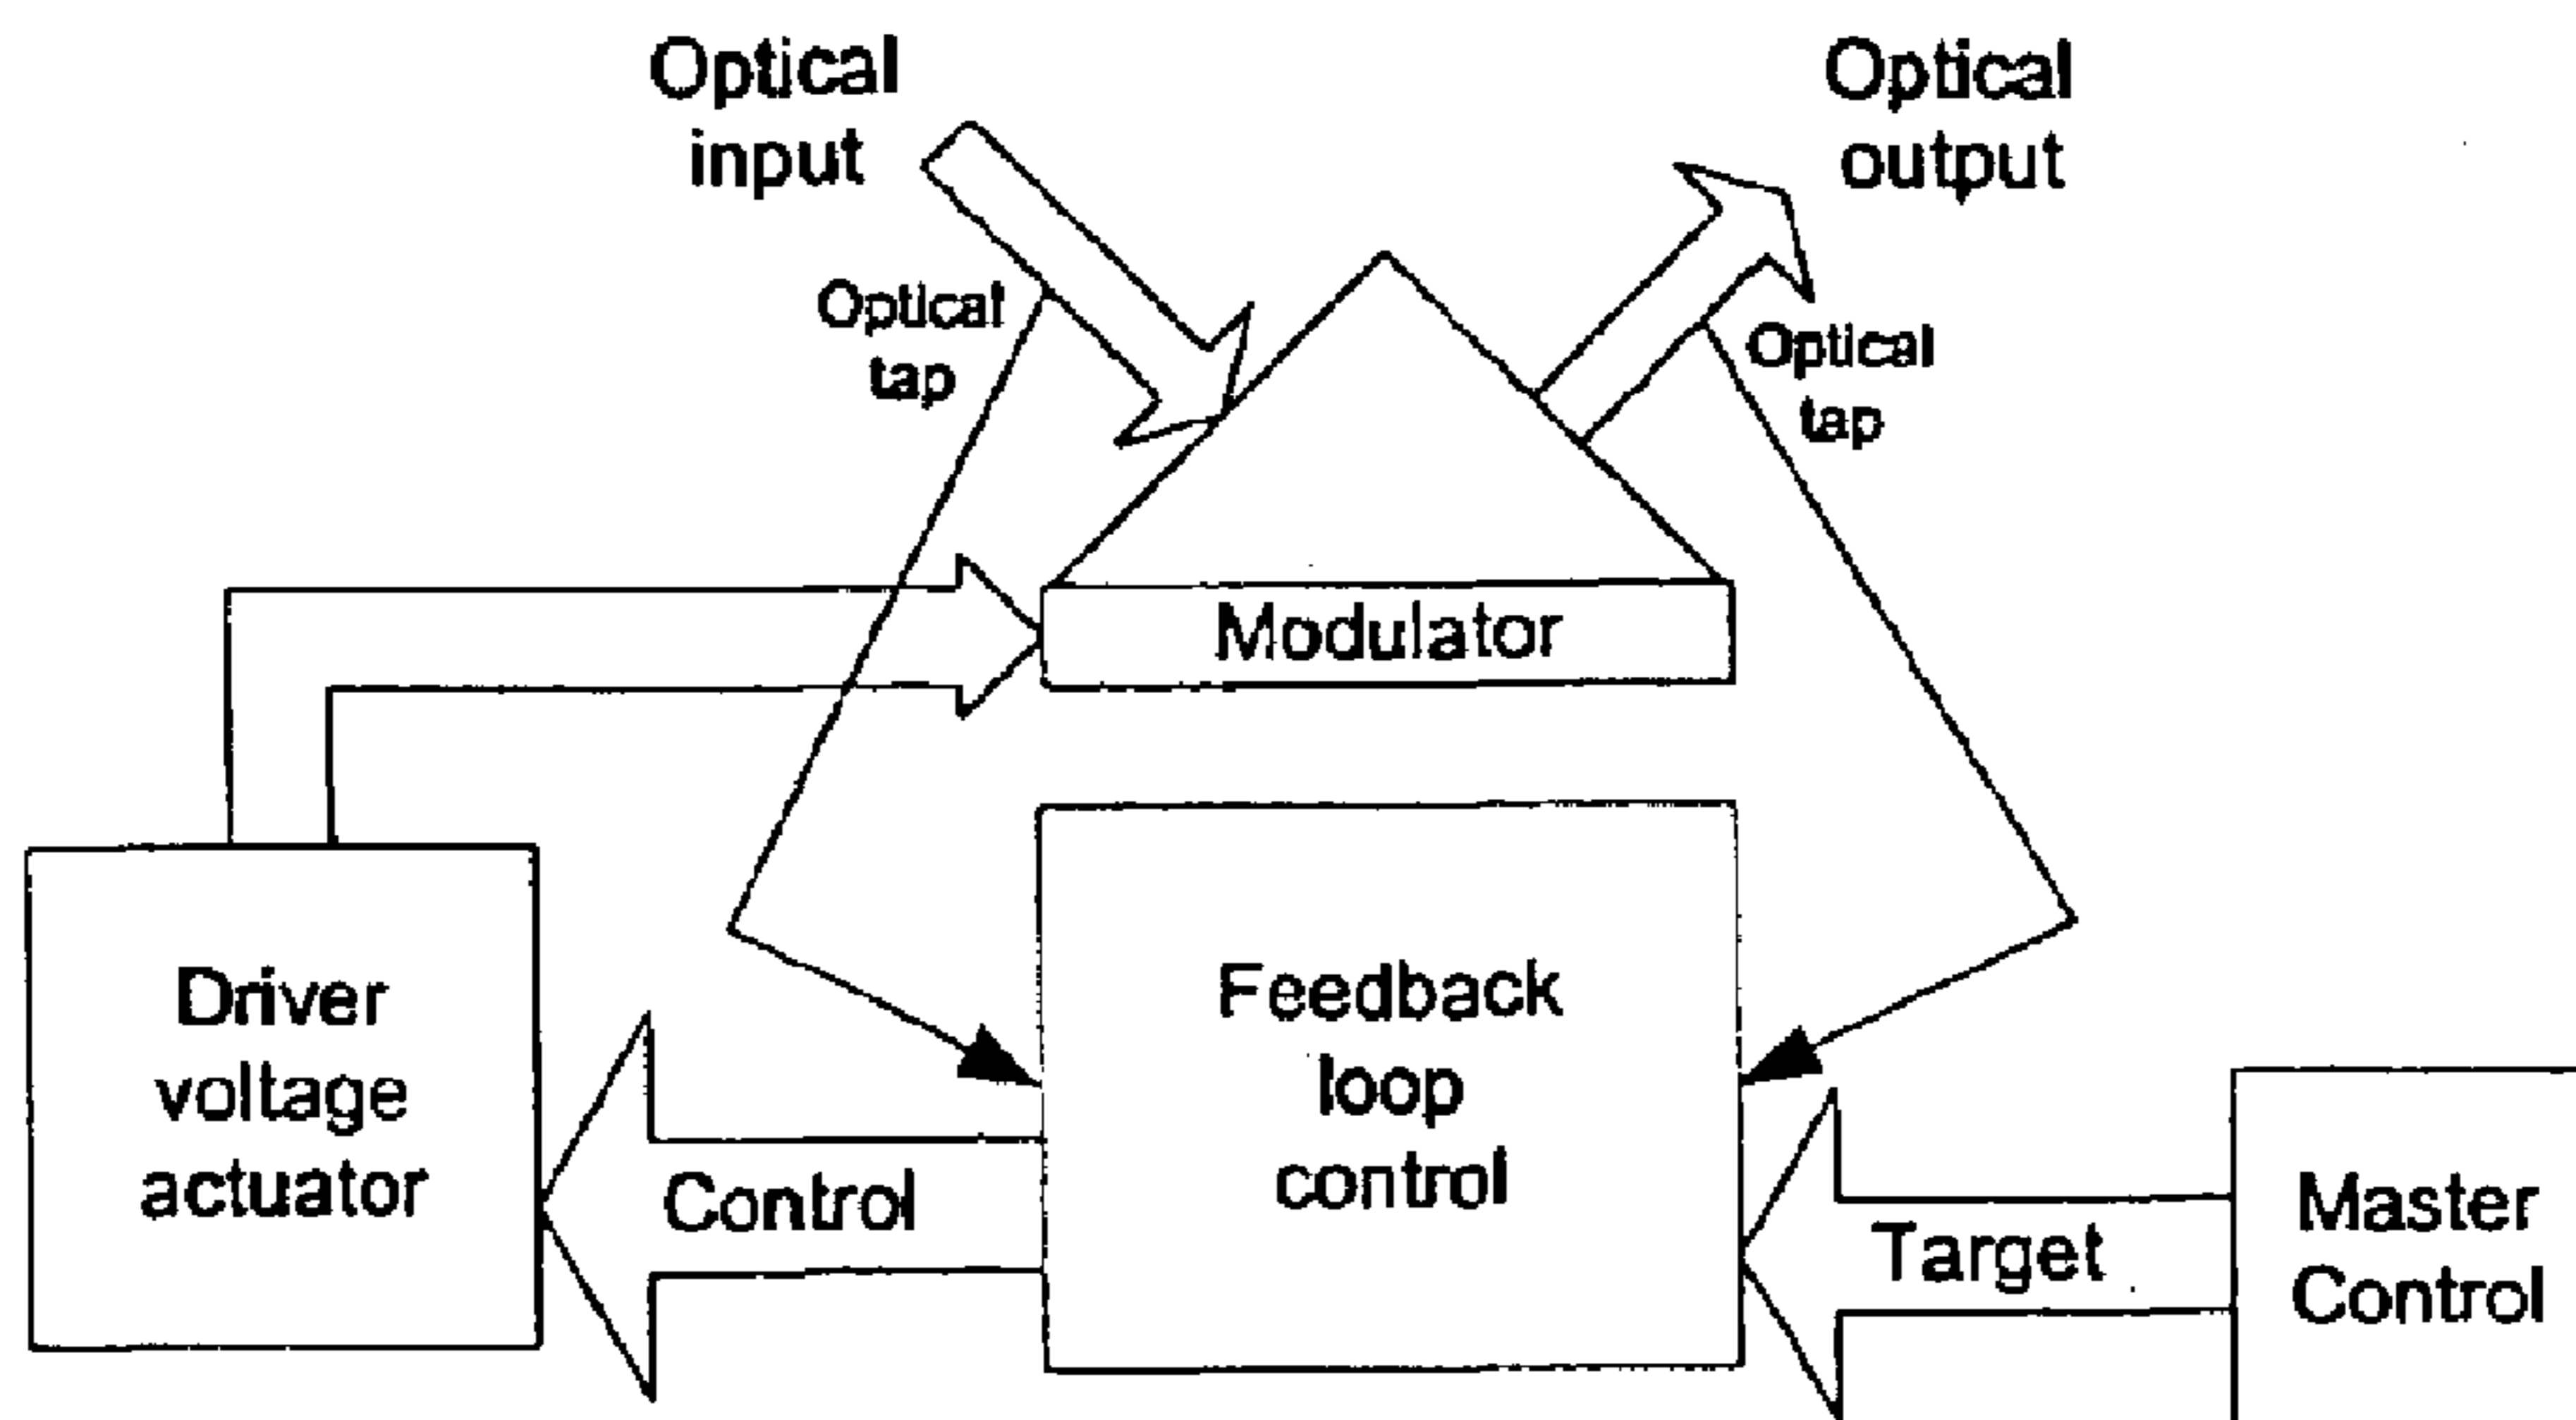 Optical
input
Optical
output
Optical
tap
Optical
tap
Modulator
Driver
voltage
actuator
Feedback
loop
control
Control
Target
Master
Control